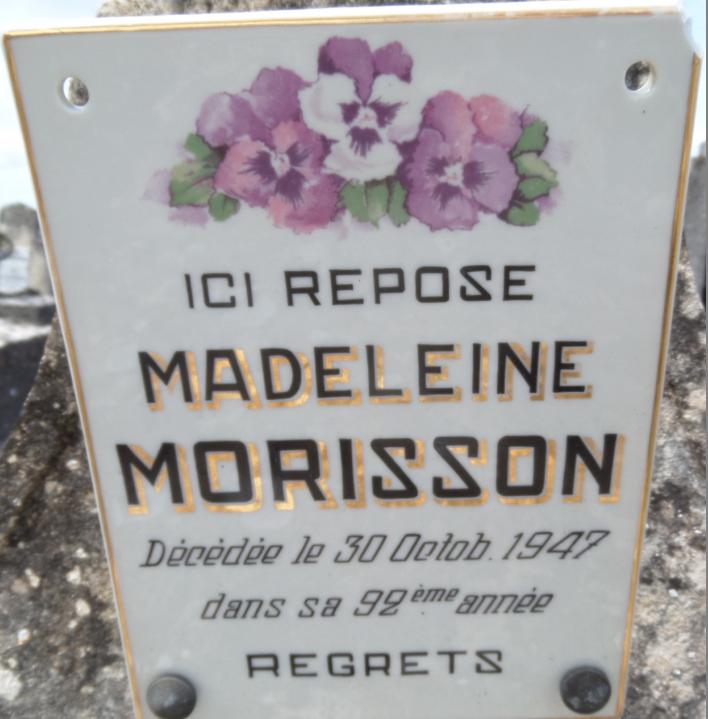 ICI REPOSE
MADELEINE
MORISSON
Décédée le 30 Octob. 1947
dans sa 92ème année
REGRETS